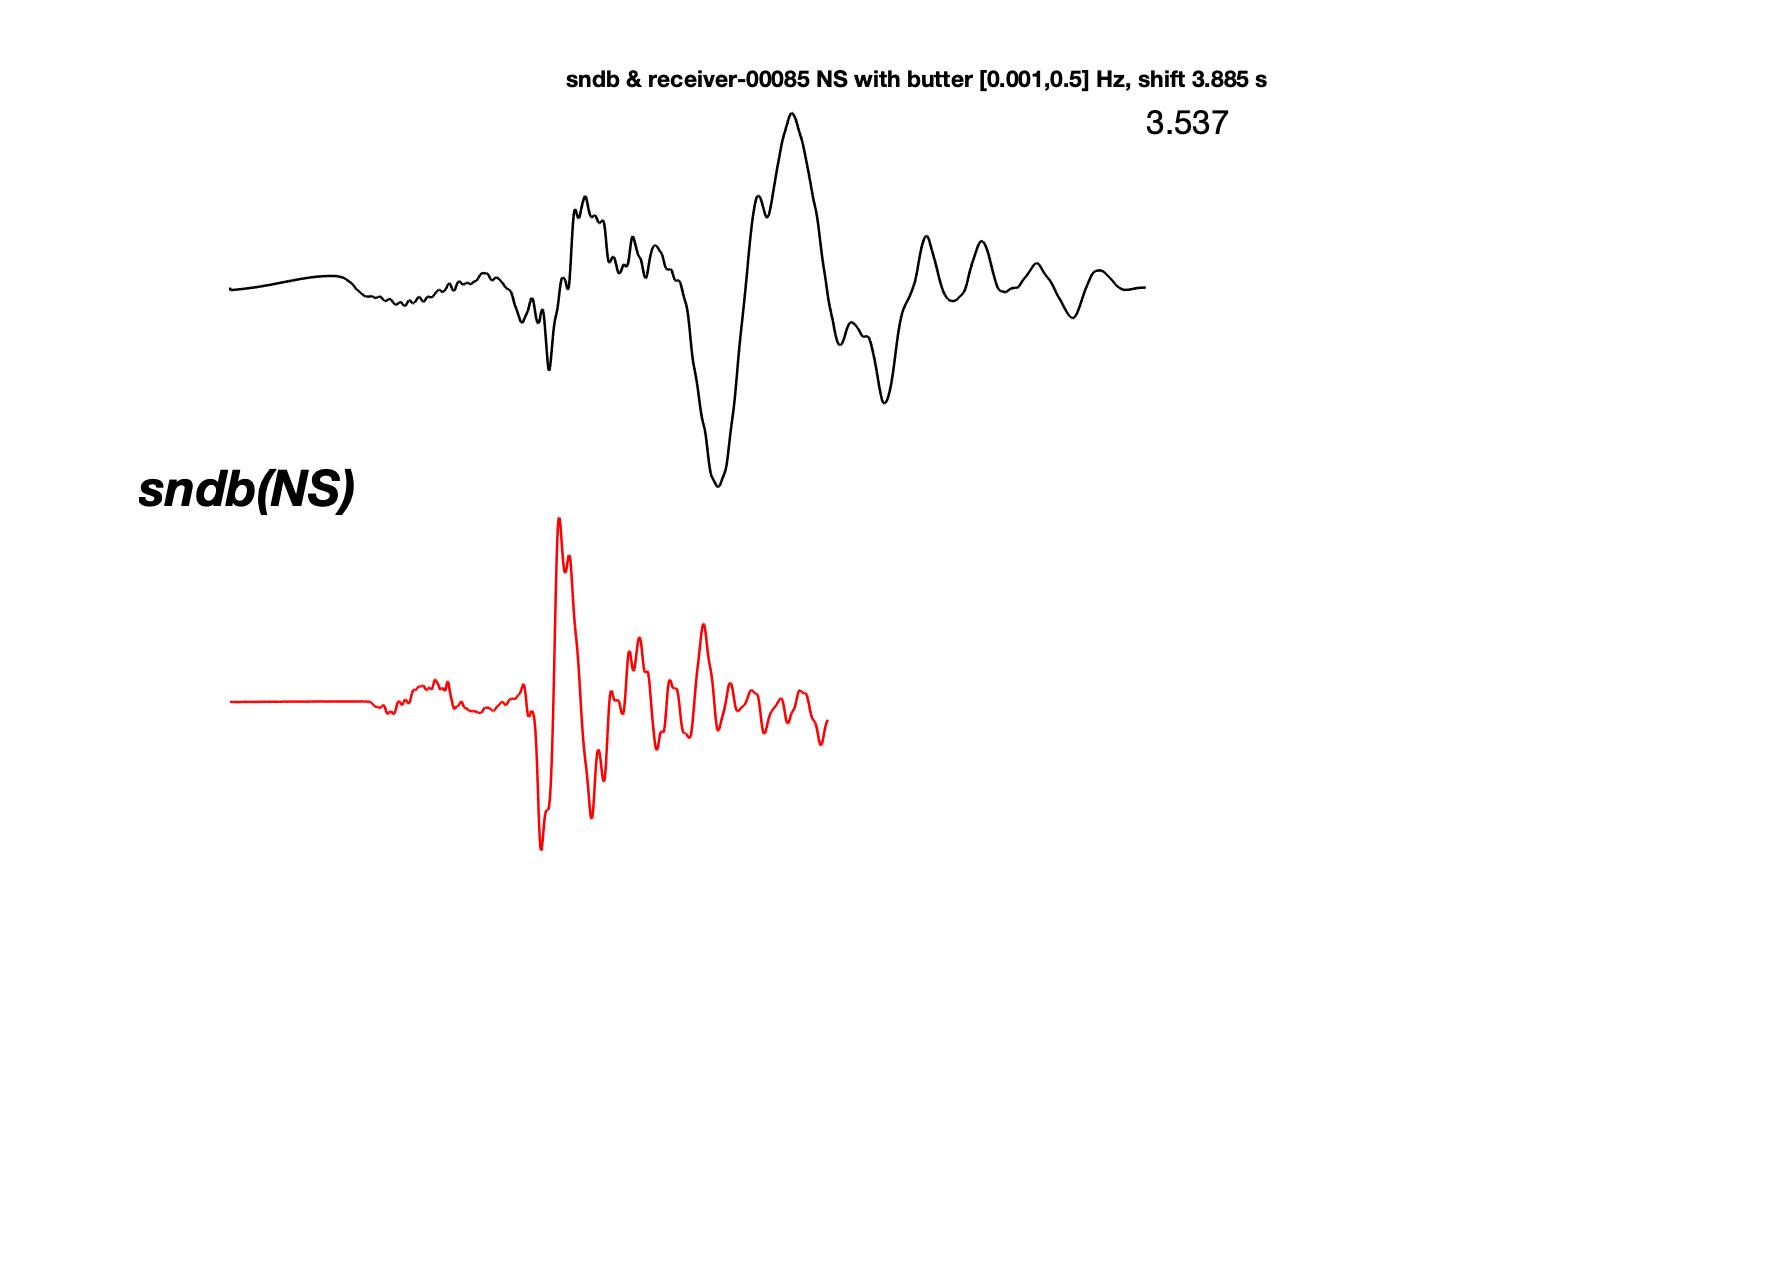 sndb & receiver-00085 NS with butter [0.001,0.5] Hz, shift 3.885 s
3.537
sndb(NS)